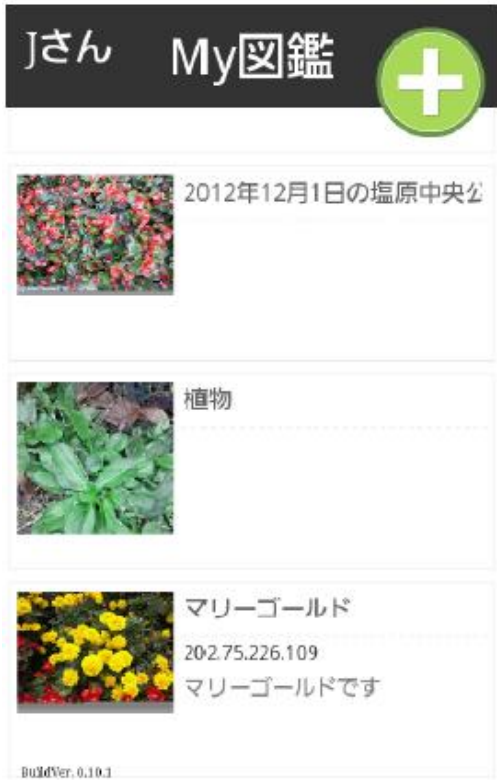 Jさん
My図鑑
2012年12月1日の塩原中央公
植物
マリーゴールド
202.75.226.109
マリーゴールドです
BuildVer. 0.10.1